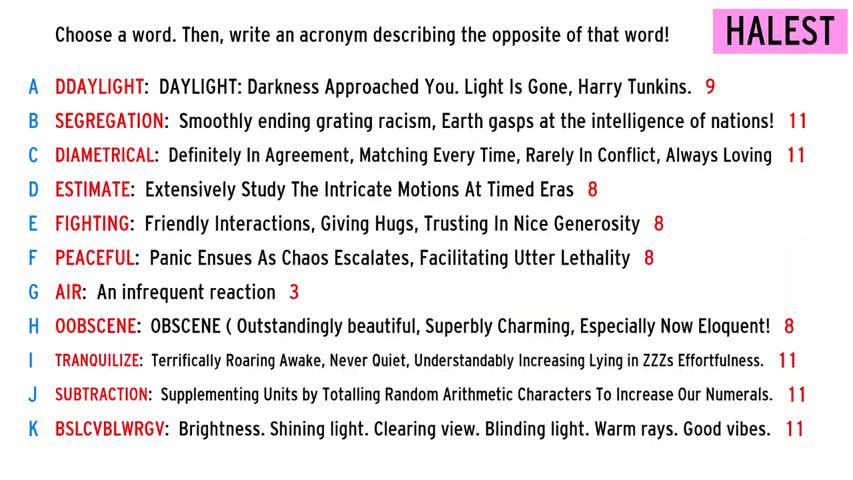 Choose a word. Then, write an acronym describing the opposite of that word!
HALEST
A DDAYLIGHT: DAYLIGHT: Darkness Approached You. Light Is Gone, Harry Tunkins. 9
B SEGREGATION: Smoothly ending grating racism, Earth gasps at the intelligence of nations! 11
C DIAMETRICAL: Definitely In Agreement, Matching Every Time, Rarely In Conflict, Always Loving 11
D ESTIMATE: Extensively Study The Intricate Motions At Timed Eras 8
E FIGHTING: Friendly Interactions, Giving Hugs, Trusting In Nice Generosity 8
F PEACEFUL: Panic Ensues As Chaos Escalates, Facilitating Utter Lethality 8
G AIR: An infrequent reaction 3
H OOBSCENE: OBSCENE ( Outstandingly beautiful, Superbly Charming, Especially Now Eloquent! 8
I TRANQUILIZE: Terrifically Roaring Awake, Never Quiet, Understandably Increasing Lying in ZZZs Effortfulness. 11
J SUBTRACTION: Supplementing Units by Totalling Random Arithmetic Characters To Increase Our Numerals. 11
K BSLCVBLWRGV: Brightness. Shining light. Clearing view. Blinding light. Warm rays. Good vibes. 11